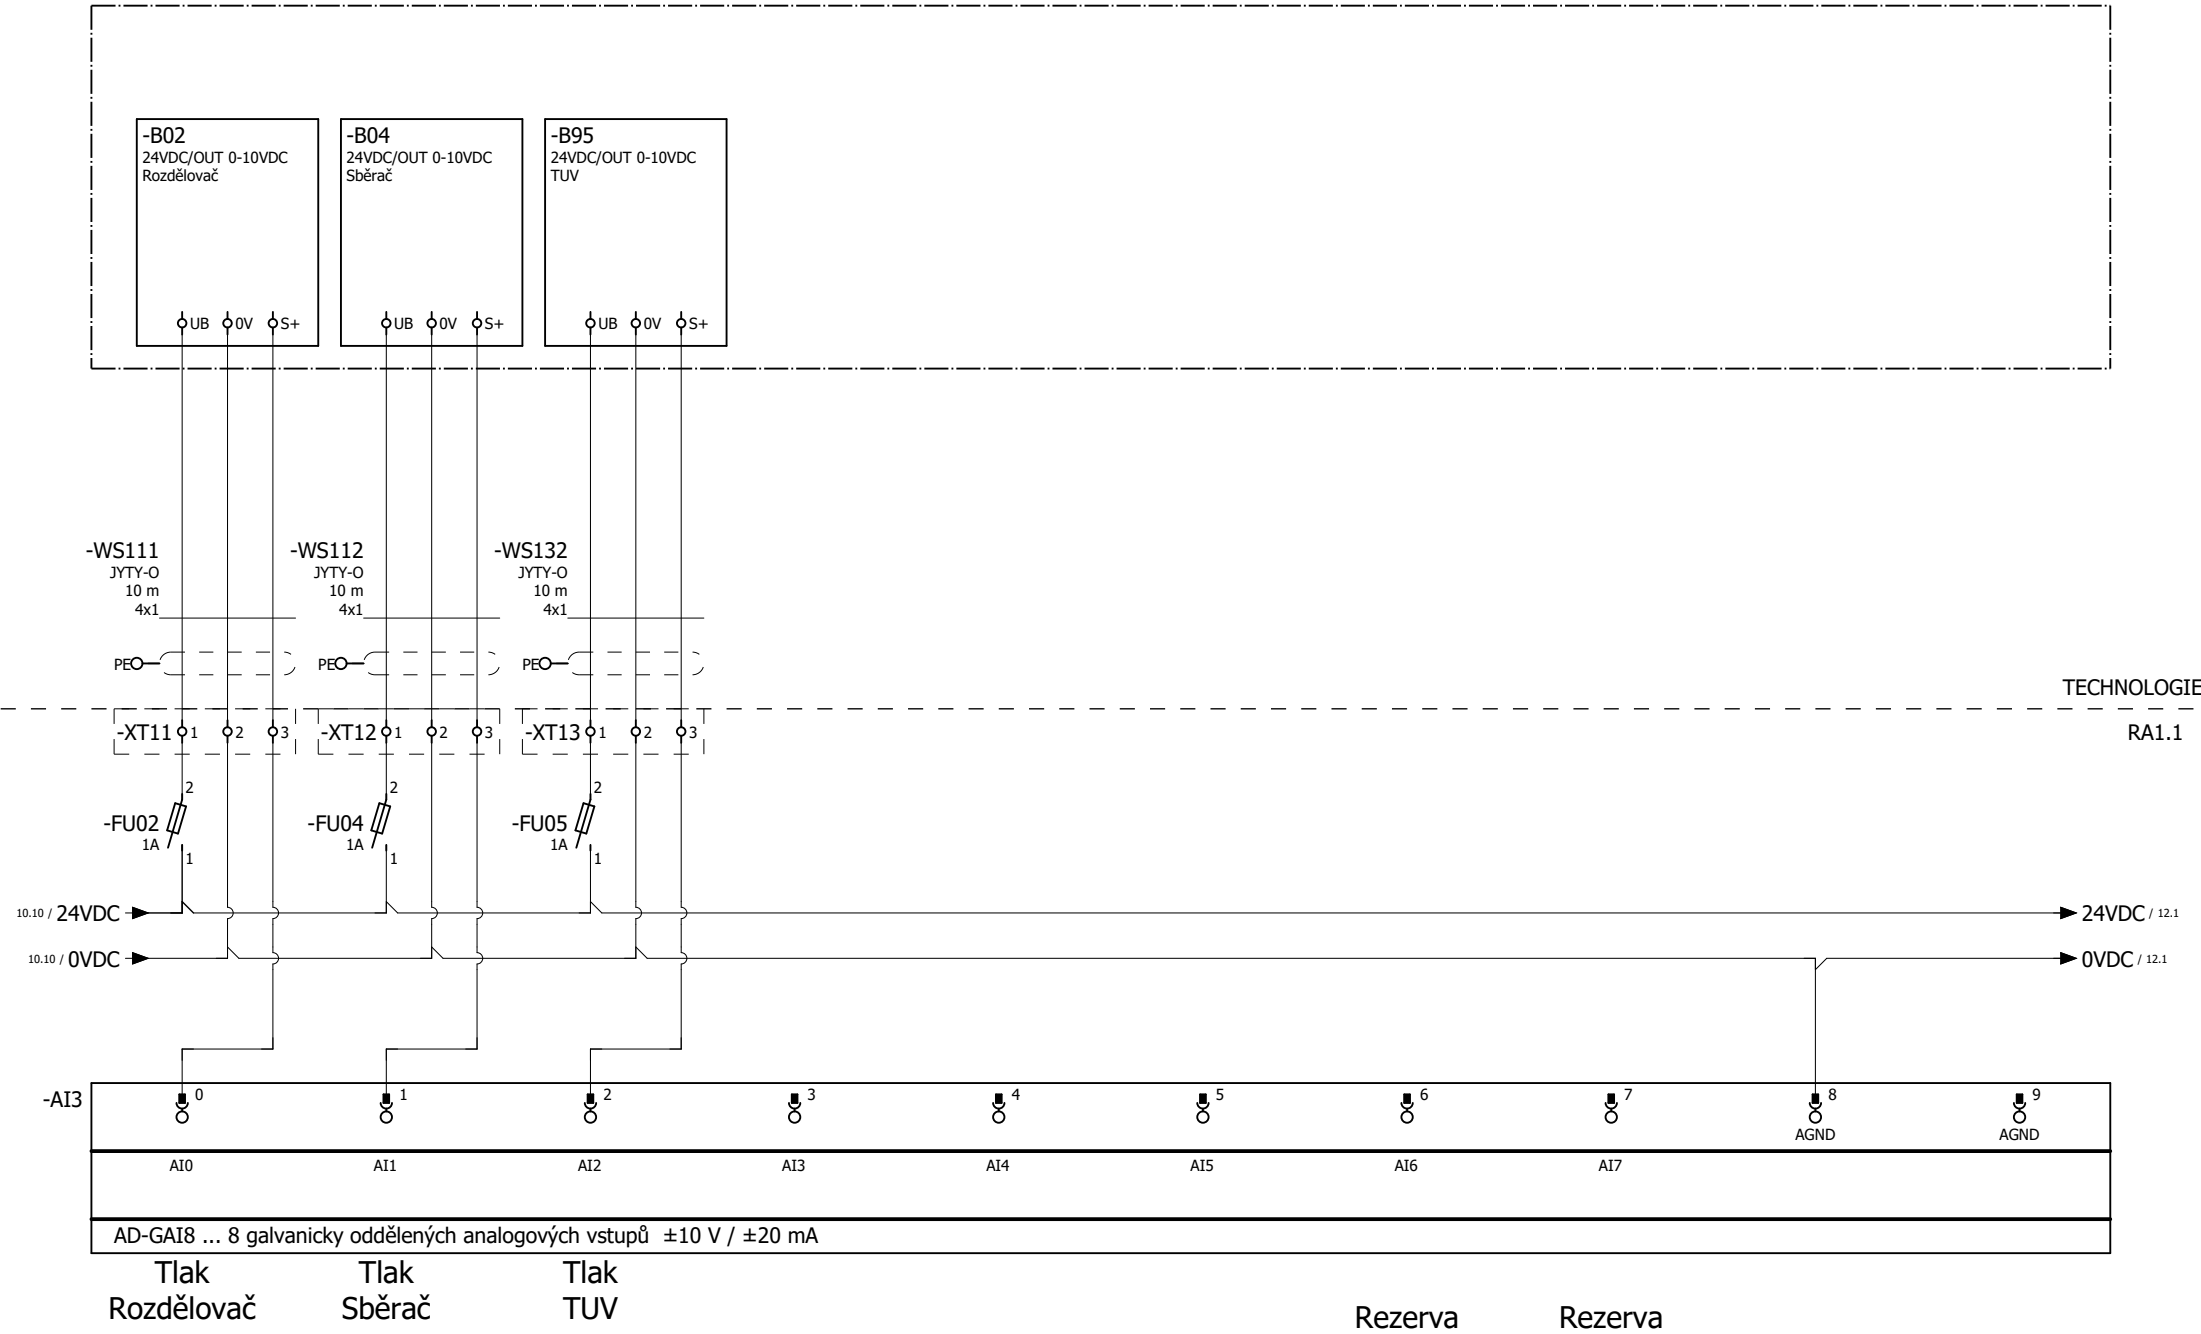 -B02
24VDC/OUT 0-10VDC
Rozdělovač
UB 0V S+
-B04
24VDC/OUT 0-10VDC
Sběrač
UB 0V S+
-B95
24VDC/OUT 0-10VDC
TUV
UB 0V S+
-WS111
JYTY-O
10 m
4x1
-WS112
JYTY-O
10 m
4x1
-WS132
JYTY-O
10 m
4x1
PE PE PE
TECHNOLOGIE
-XT11 1 2 3 -XT12 1 2 3 -XT13 1 2 3 RA1.1
2 2 2
-FU02 -FU04 -FU05
1A 1A 1A
1 1 1
10.10 / 24VDC 24VDC / 12.1
10.10 / 0VDC 0VDC / 12.1
-AI3 0 1 2 3 4 5 6 7 8 9
AGND AGND
AI0 AI1 AI2 AI3 AI4 AI5 AI6 AI7
AD-GAI8 ... 8 galvanicky oddělených analogových vstupů ±10 V / ±20 mA
Tlak
Rozdělovač
Tlak
Sběrač
Tlak
TUV
Rezerva Rezerva